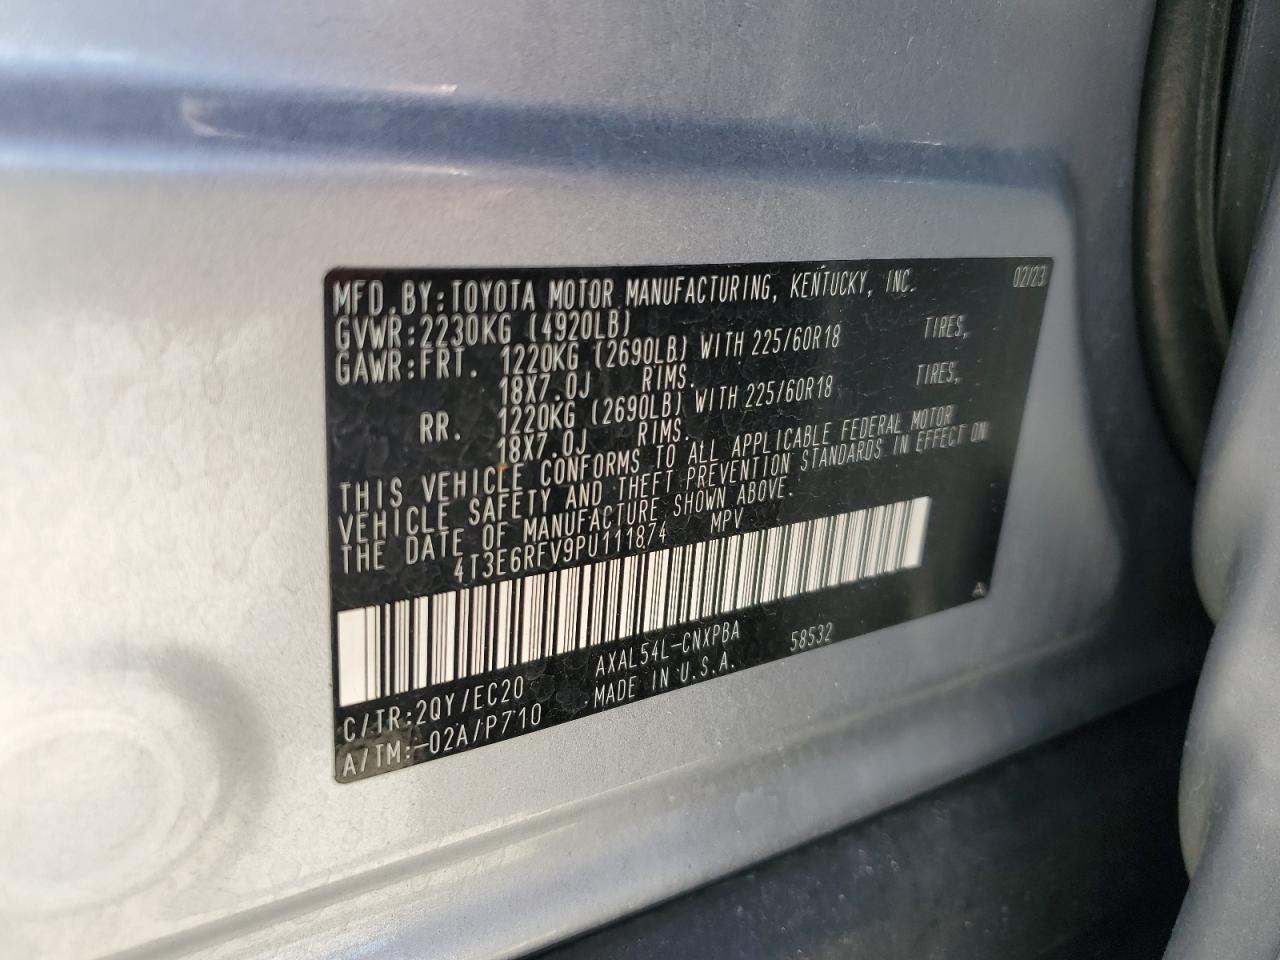 MFD.BY:TOYOTA MOTOR MANUFACTURING, KENTUCKY, INC. 02/23
GVWR:2230KG (4920LB)
GAWR:FRT. 1220KG (2690LB) WITH 225/60R18 TIRES,
18X7.0J RIMS.
RR. 1220KG (2690LB) WITH 225/60R18 TIRES,
18X7.0J RIMS.
THIS VEHICLE CONFORMS TO ALL APPLICABLE FEDERAL MOTOR
VEHICLE SAFETY AND THEFT PREVENTION STANDARDS IN EFFECT ON
THE DATE OF MANUFACTURE SHOWN ABOVE.
4T3E6RFV9PU111874 MPV
C/TR:2QY/EC20 AXAL54L-CNXPBA 58532 A
A/TM:-02A/P710 MADE IN U.S.A.